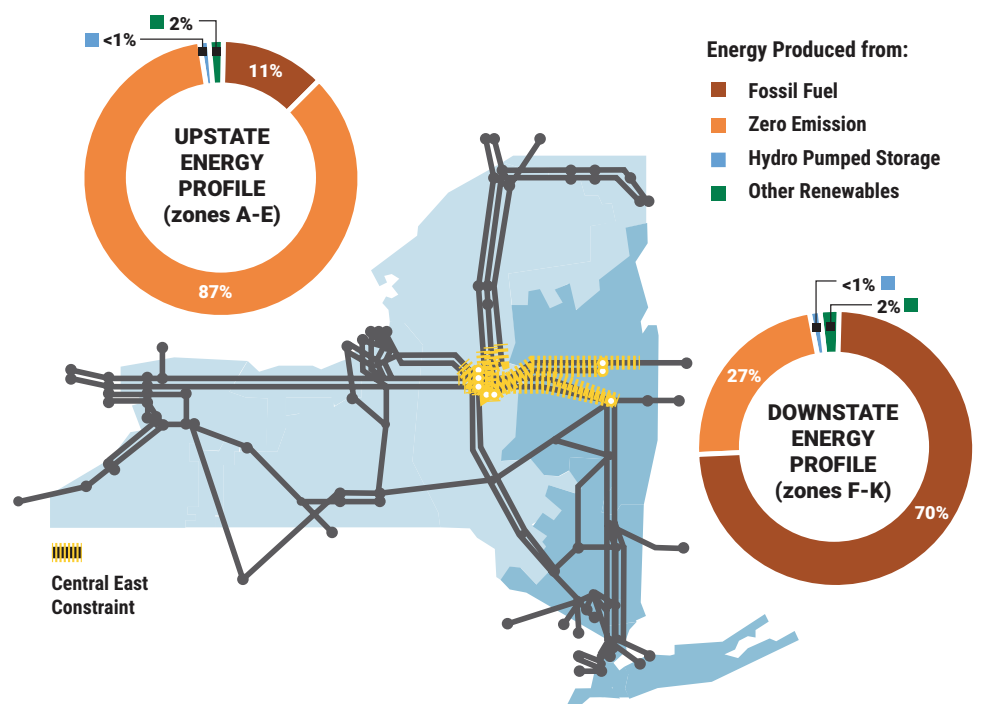 2%
<1%
11%
UPSTATE
ENERGY
PROFILE
(zones A-E)
87%
Energy Produced from:
Fossil Fuel
Zero Emission
Hydro Pumped Storage
Other Renewables
<1%
2%
27%
DOWNSTATE
ENERGY
PROFILE
(zones F-K)
70%
Central East
Constraint